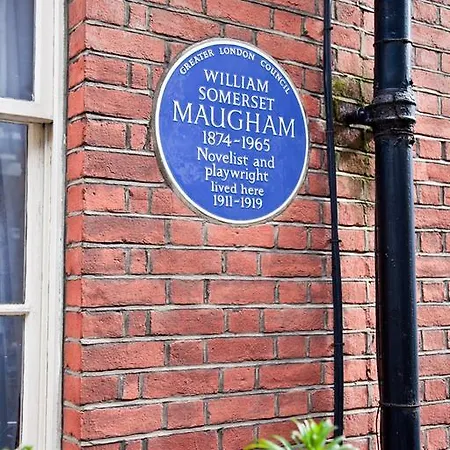 GREATER LONDON COUNCIL
WILLIAM
SOMERSET
MAUGHAM
1874-1965
Novelist and
playwright
lived here
1911-1919